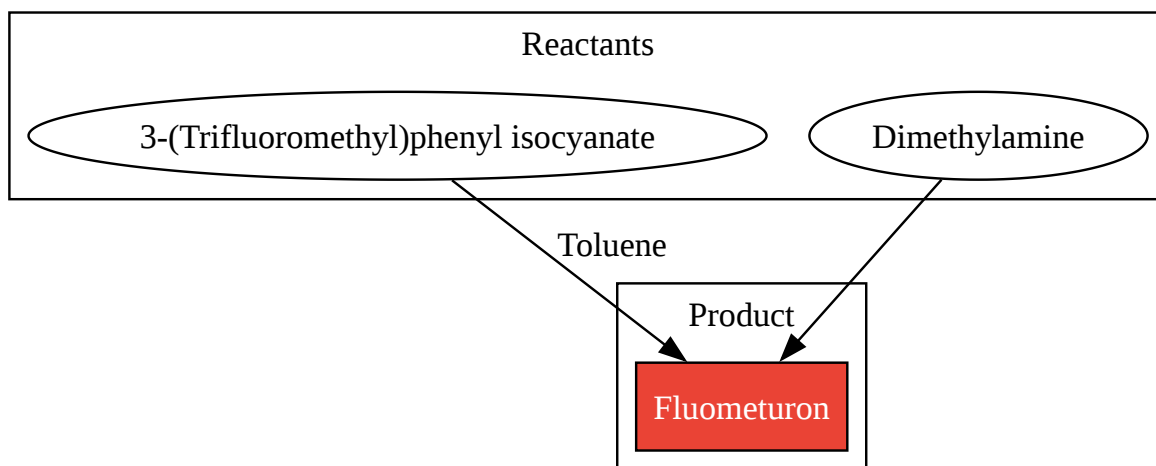 Reactants
3-(Trifluoromethyl)phenyl isocyanate
Dimethylamine
Toluene
Product
Fluometuron